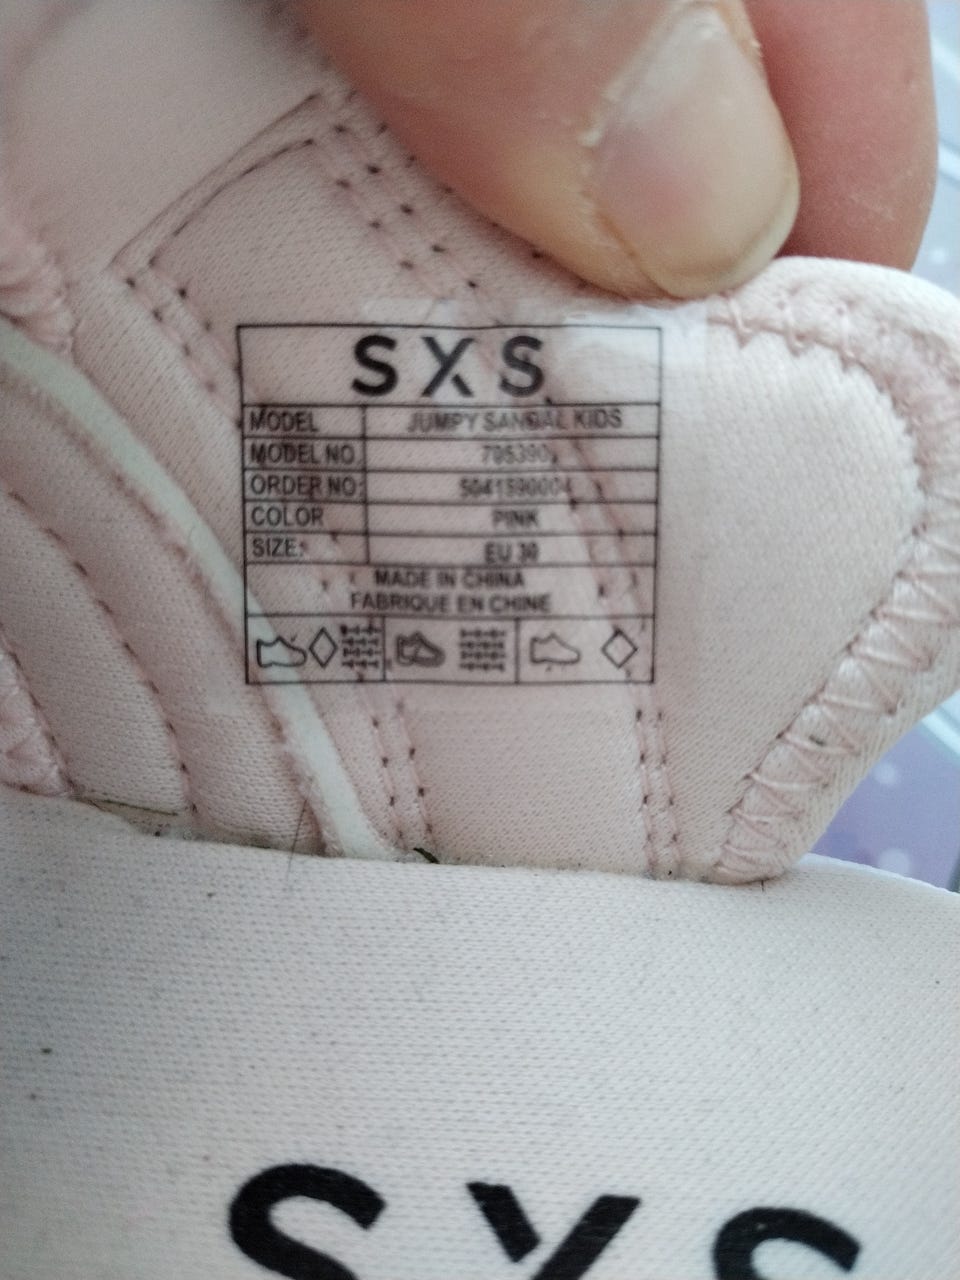 SXS
MODEL JUMPY SANDAL KIDS
MODEL NO.
ORDER NO:
COLOR PINK
SIZE: EU 30
MADE IN CHINA
FABRIQUE EN CHINE
SXS